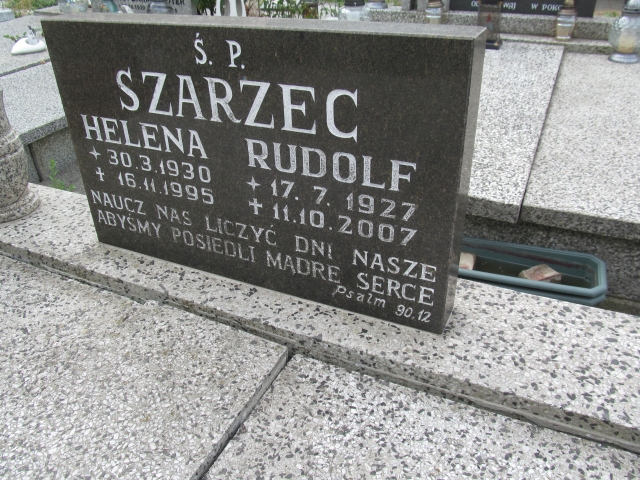 Ś. P.
SZARZEC
HELENA
✶ 30.3.1930
✝ 16.11.1995
RUDOLF
✶ 17.7.1927
✝ 11.10.2007
NAUCZ NAS LICZYĆ DNI NASZE
ABYŚMY POSIEDLI MĄDRE SERCE
Psalm 90.12
W POKO